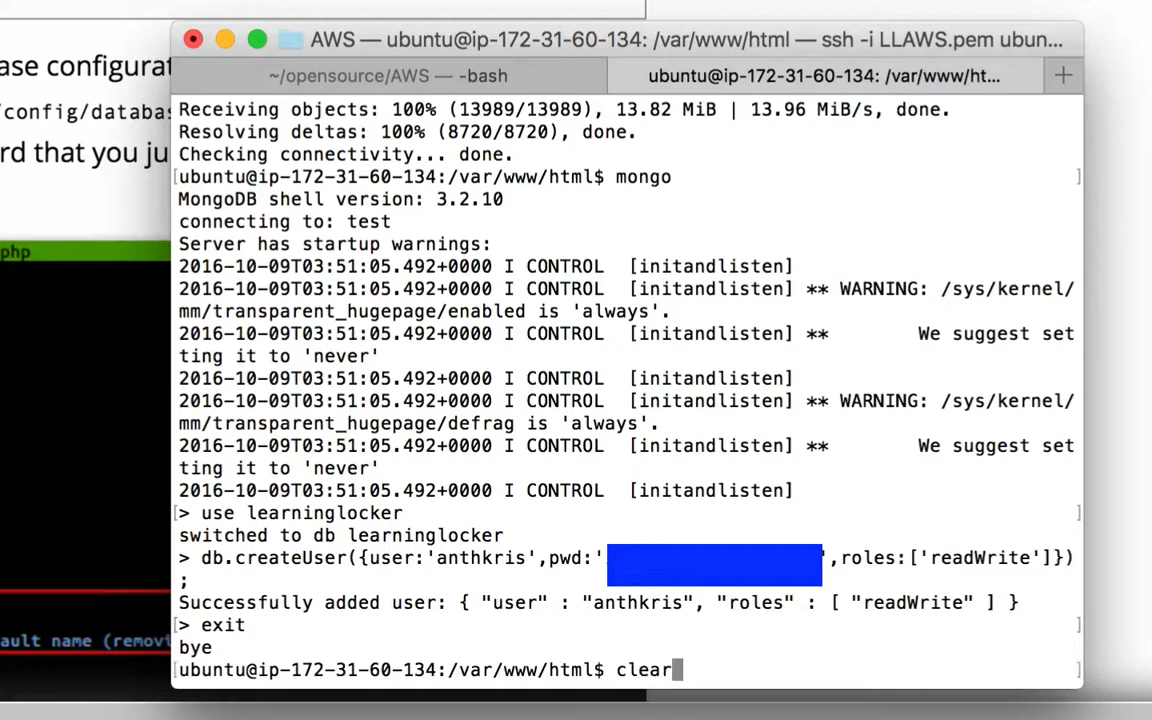 ase configurat
/config/databas
rd that you ju
php
ault name (removi
AWS — ubuntu@ip-172-31-60-134: /var/www/html — ssh -i LLAWS.pem ubun...
~/opensource/AWS — -bash
ubuntu@ip-172-31-60-134: /var/www/ht...
Receiving objects: 100% (13989/13989), 13.82 MiB | 13.96 MiB/s, done.
Resolving deltas: 100% (8720/8720), done.
Checking connectivity... done.
[ubuntu@ip-172-31-60-134:/var/www/html$ mongo ]
MongoDB shell version: 3.2.10
connecting to: test
Server has startup warnings:
2016-10-09T03:51:05.492+0000 I CONTROL  [initandlisten]
2016-10-09T03:51:05.492+0000 I CONTROL  [initandlisten] ** WARNING: /sys/kernel/
mm/transparent_hugepage/enabled is 'always'.
2016-10-09T03:51:05.492+0000 I CONTROL  [initandlisten] **        We suggest set
ting it to 'never'
2016-10-09T03:51:05.492+0000 I CONTROL  [initandlisten]
2016-10-09T03:51:05.492+0000 I CONTROL  [initandlisten] ** WARNING: /sys/kernel/
mm/transparent_hugepage/defrag is 'always'.
2016-10-09T03:51:05.492+0000 I CONTROL  [initandlisten] **        We suggest set
ting it to 'never'
2016-10-09T03:51:05.492+0000 I CONTROL  [initandlisten]
[> use learninglocker ]
switched to db learninglocker
> db.createUser({user:'anthkris',pwd:' ',roles:['readWrite']})
;
Successfully added user: { "user" : "anthkris", "roles" : [ "readWrite" ] }
[> exit ]
bye
[ubuntu@ip-172-31-60-134:/var/www/html$ clear ]